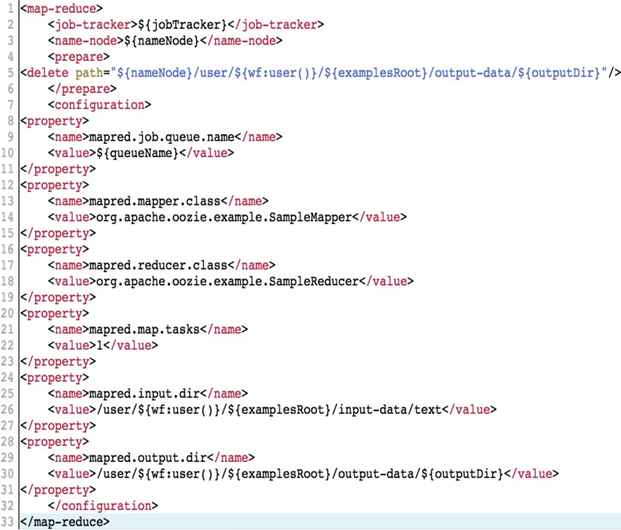 1 <map-reduce>
2     <job-tracker>${jobTracker}</job-tracker>
3     <name-node>${nameNode}</name-node>
4     <prepare>
5 <delete path="${nameNode}/user/${wf:user()}/${examplesRoot}/output-data/${outputDir}"/>
6     </prepare>
7     <configuration>
8 <property>
9     <name>mapred.job.queue.name</name>
10     <value>${queueName}</value>
11 </property>
12 <property>
13     <name>mapred.mapper.class</name>
14     <value>org.apache.oozie.example.SampleMapper</value>
15 </property>
16 <property>
17     <name>mapred.reducer.class</name>
18     <value>org.apache.oozie.example.SampleReducer</value>
19 </property>
20 <property>
21     <name>mapred.map.tasks</name>
22     <value>1</value>
23 </property>
24 <property>
25     <name>mapred.input.dir</name>
26     <value>/user/${wf:user()}/${examplesRoot}/input-data/text</value>
27 </property>
28 <property>
29     <name>mapred.output.dir</name>
30     <value>/user/${wf:user()}/${examplesRoot}/output-data/${outputDir}</value>
31 </property>
32     </configuration>
33 </map-reduce>